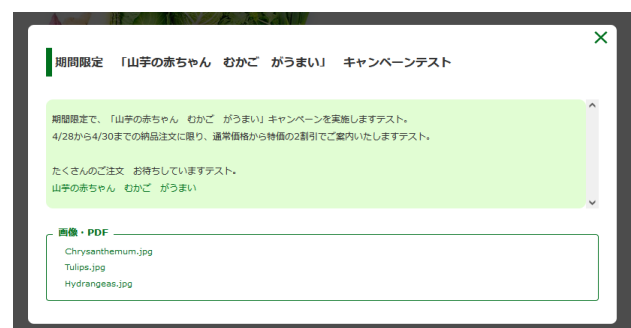 期間限定　「山芋の赤ちゃん　むかご　がうまい」　キャンペーンテスト
期間限定で、「山芋の赤ちゃん　むかご　がうまい」キャンペーンを実施しますテスト。
4/28から4/30までの納品注文に限り、通常価格から特価の2割引でご案内いたしますテスト。
たくさんのご注文　お待ちしていますテスト。
山芋の赤ちゃん　むかご　がうまい
画像・PDF
Chrysanthemum.jpg
Tulips.jpg
Hydrangeas.jpg